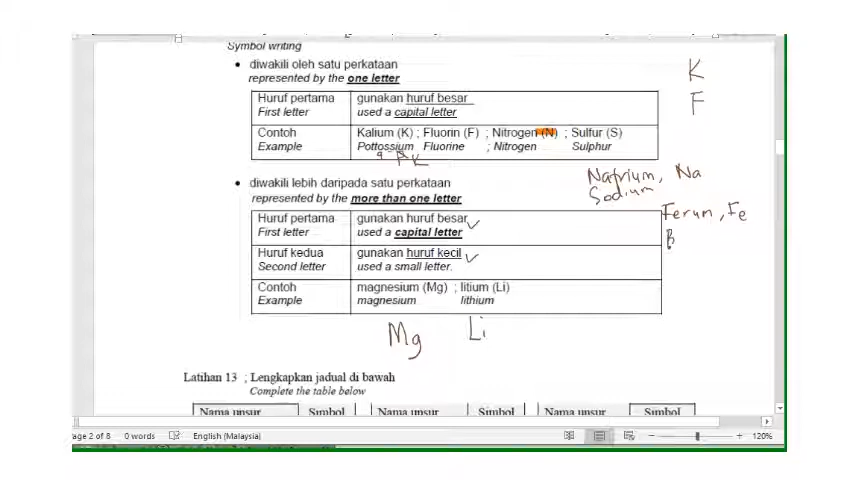 Symbol writing
• diwakili oleh satu perkataan
represented by the one letter
K
F
Huruf pertama gunakan huruf besar
First letter used a capital letter
Contoh Kalium (K) ; Fluorin (F) ; Nitrogen (N) ; Sulfur (S)
Example Pottossium Fluorine ; Nitrogen Sulphur
K
Natrium, Na
Sodium
• diwakili lebih daripada satu perkataan
represented by the more than one letter
Ferum, Fe
Huruf pertama gunakan huruf besar
First letter used a capital letter
Huruf kedua gunakan huruf kecil
Second letter used a small letter.
Contoh magnesium (Mg) ; litium (Li)
Example magnesium lithium
Mg Li
Latihan 13 ; Lengkapkan jadual di bawah
Complete the table below
Nama unsur Simbol Nama unsur Simbol Nama unsur Simbol
age 2 of 8 0 words English (Malaysia) 120%